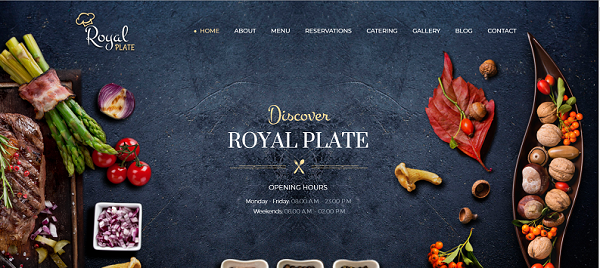 Royal
PLATE
HOME ABOUT MENU RESERVATIONS CATERING GALLERY BLOG CONTACT
Discover
ROYAL PLATE
OPENING HOURS
Monday - Friday: 08:00 AM - 23:00 PM
Weekends: 08:00 AM - 02:00 PM